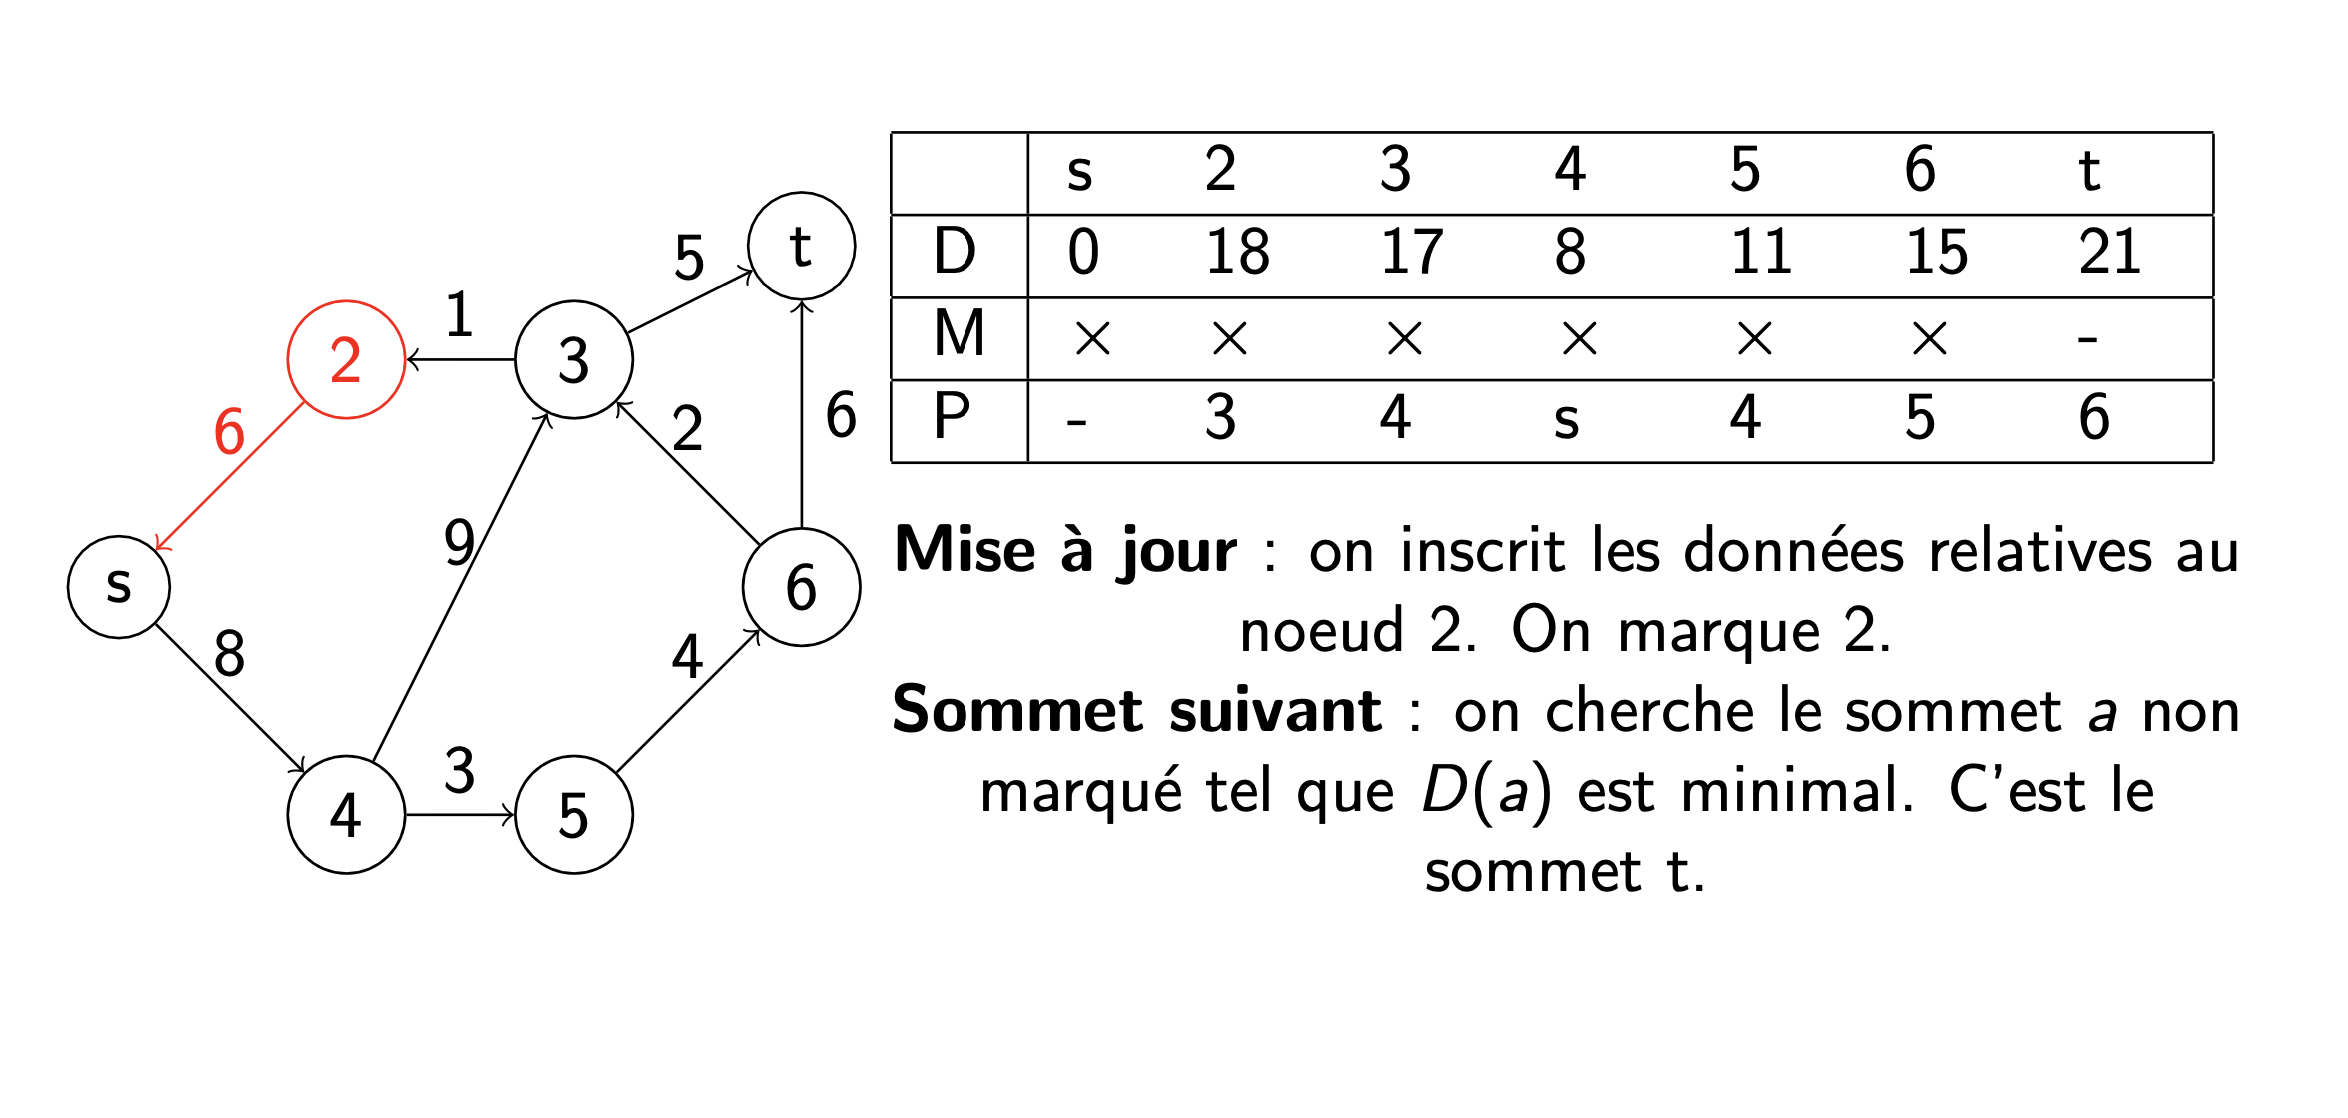 t
5
1
2
3
6
2
6
9
s
6
8
4
3
4
5
s 2 3 4 5 6 t
D 0 18 17 8 11 15 21
M × × × × × × -
P - 3 4 s 4 5 6
Mise à jour : on inscrit les données relatives au
noeud 2. On marque 2.
Sommet suivant : on cherche le sommet a non
marqué tel que D(a) est minimal. C'est le
sommet t.